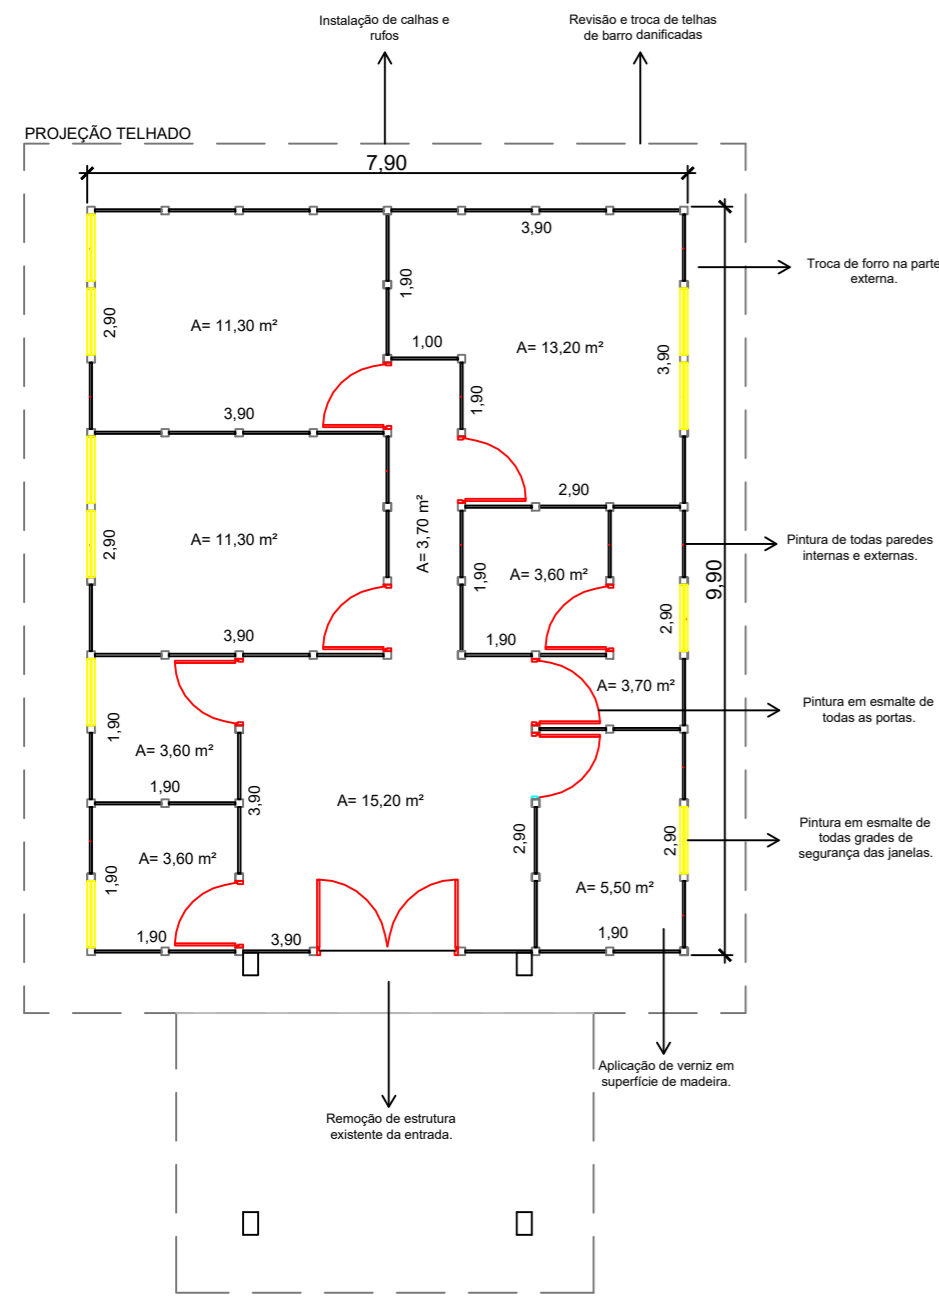 Instalação de calhas e
rufos
Revisão e troca de telhas
de barro danificadas
PROJEÇÃO TELHADO
7,90
3,90
Troca de forro na parte
externa.
1,90
2,90
A= 11,30 m²
1,00
A= 13,20 m²
3,90
3,90
1,90
2,90
A= 3,70 m²
2,90
A= 11,30 m²
Pintura de todas paredes
internas e externas.
9,90
1,90
A= 3,60 m²
2,90
3,90
1,90
A= 3,70 m²
Pintura em esmalte de
todas as portas.
1,90
A= 3,60 m²
1,90
3,90
A= 15,20 m²
2,90
2,90
Pintura em esmalte de
todas grades de
segurança das janelas.
A= 3,60 m²
1,90
A= 5,50 m²
1,90
3,90
1,90
Aplicação de verniz em
superfície de madeira.
Remoção de estrutura
existente da entrada.